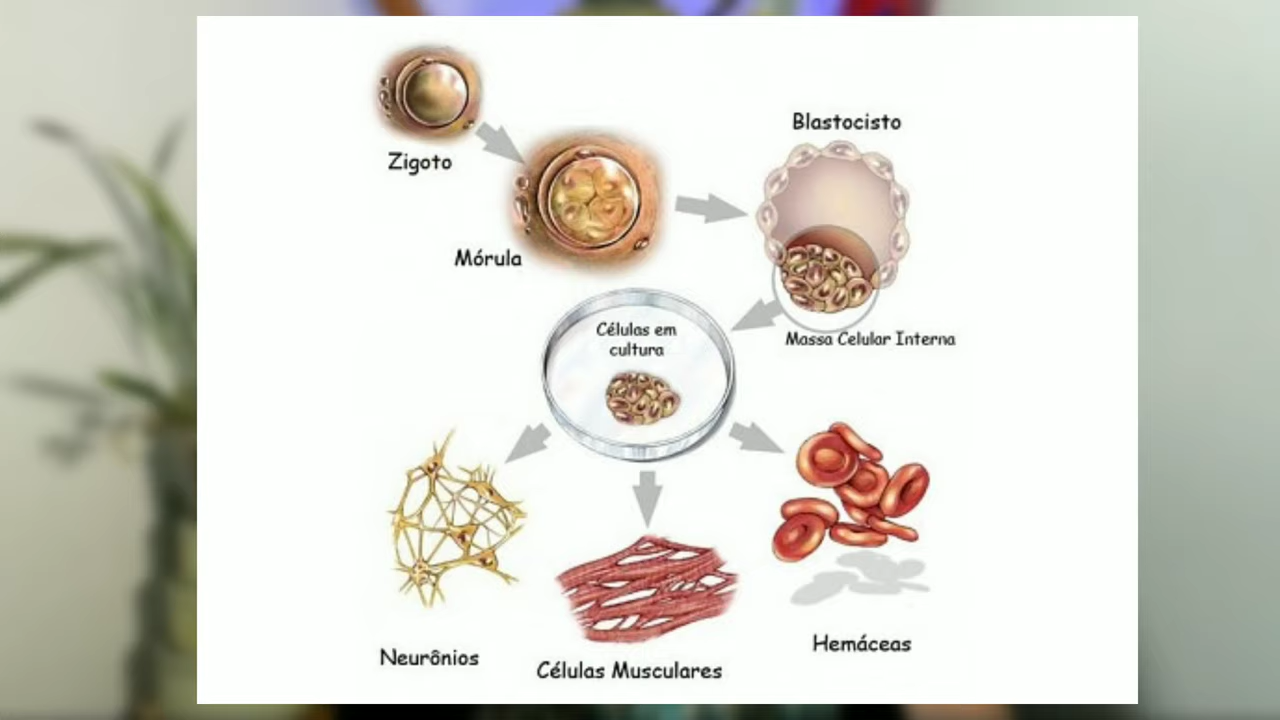 Zigoto
Mórula
Blastocisto
Massa Celular Interna
Células em
cultura
Neurônios
Células Musculares
Hemáceas